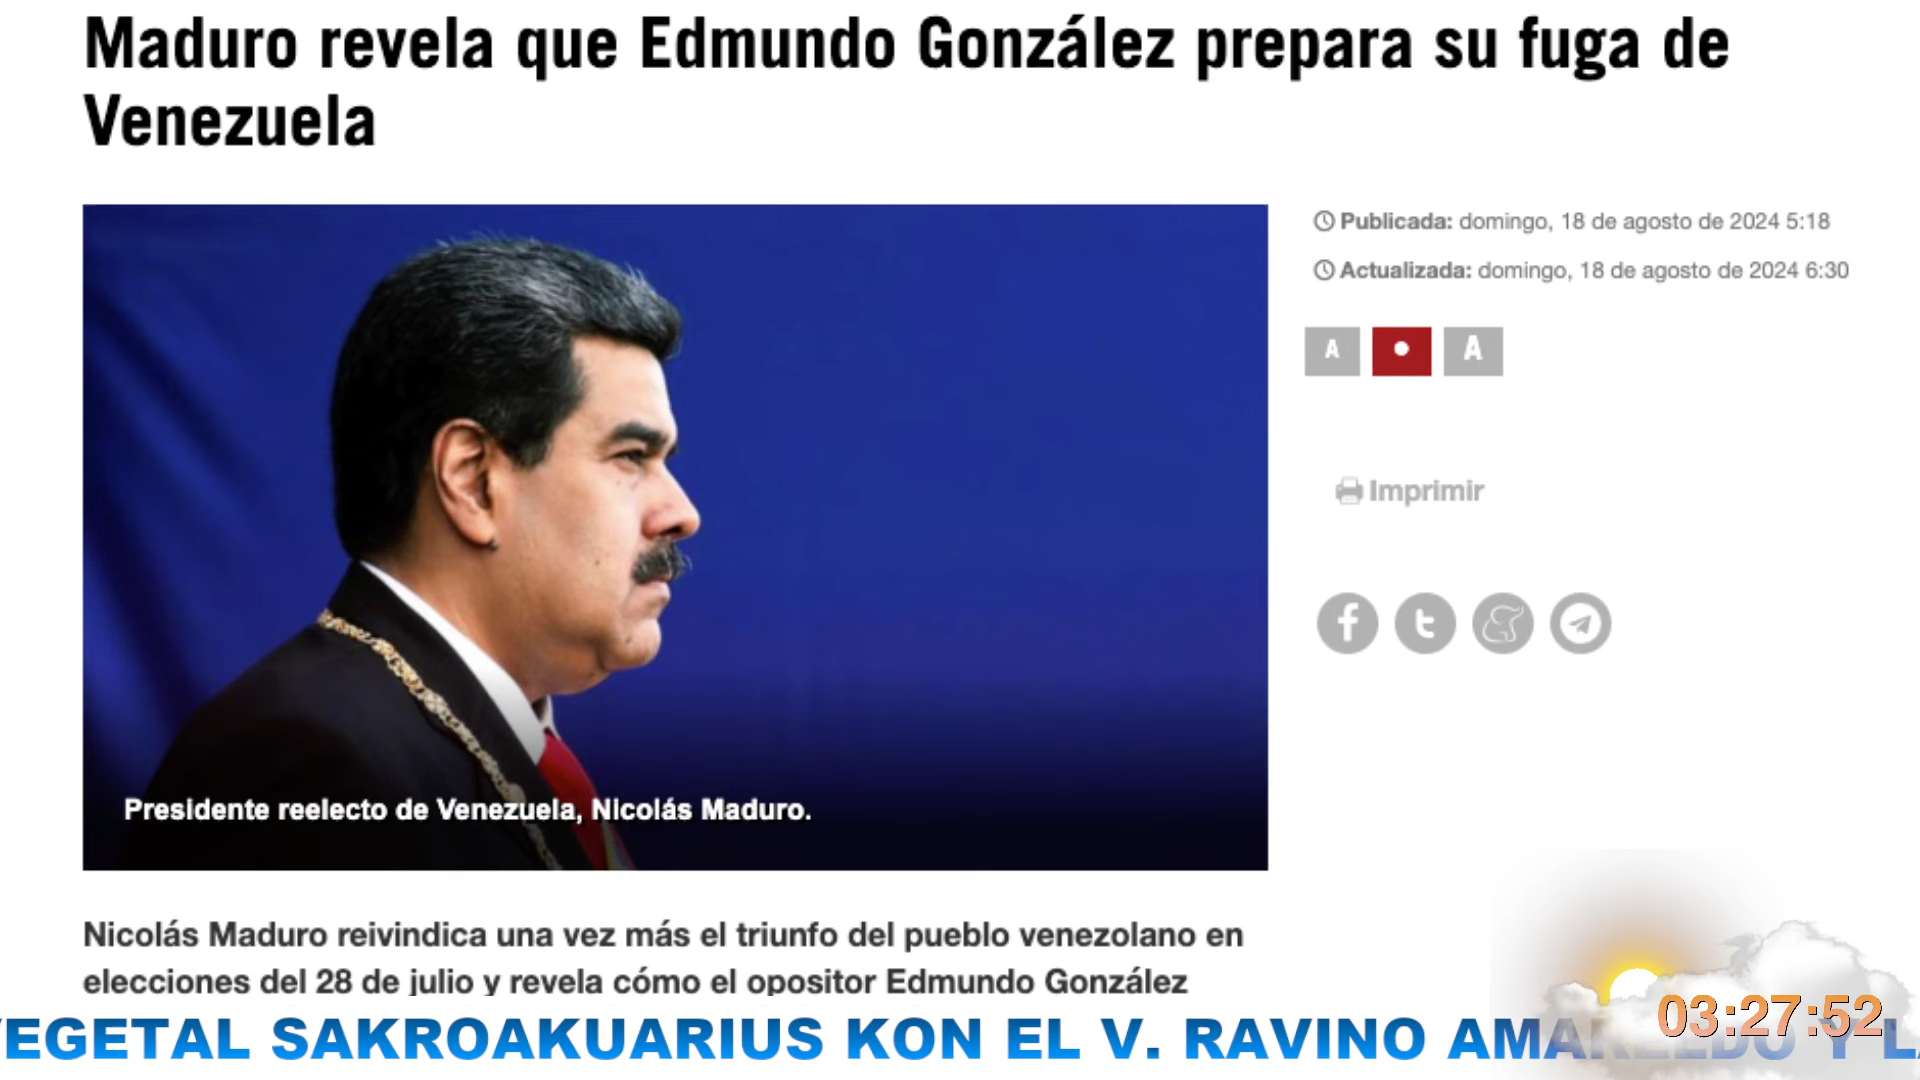 Maduro revela que Edmundo González prepara su fuga de
Venezuela
Publicada: domingo, 18 de agosto de 2024 5:18
Actualizada: domingo, 18 de agosto de 2024 6:30
A A
Imprimir
Presidente reelecto de Venezuela, Nicolás Maduro.
Nicolás Maduro reivindica una vez más el triunfo del pueblo venezolano en
elecciones del 28 de julio y revela cómo el opositor Edmundo González
VEGETAL SAKROAKUARIUS KON EL V. RAVINO Y
03:27:52